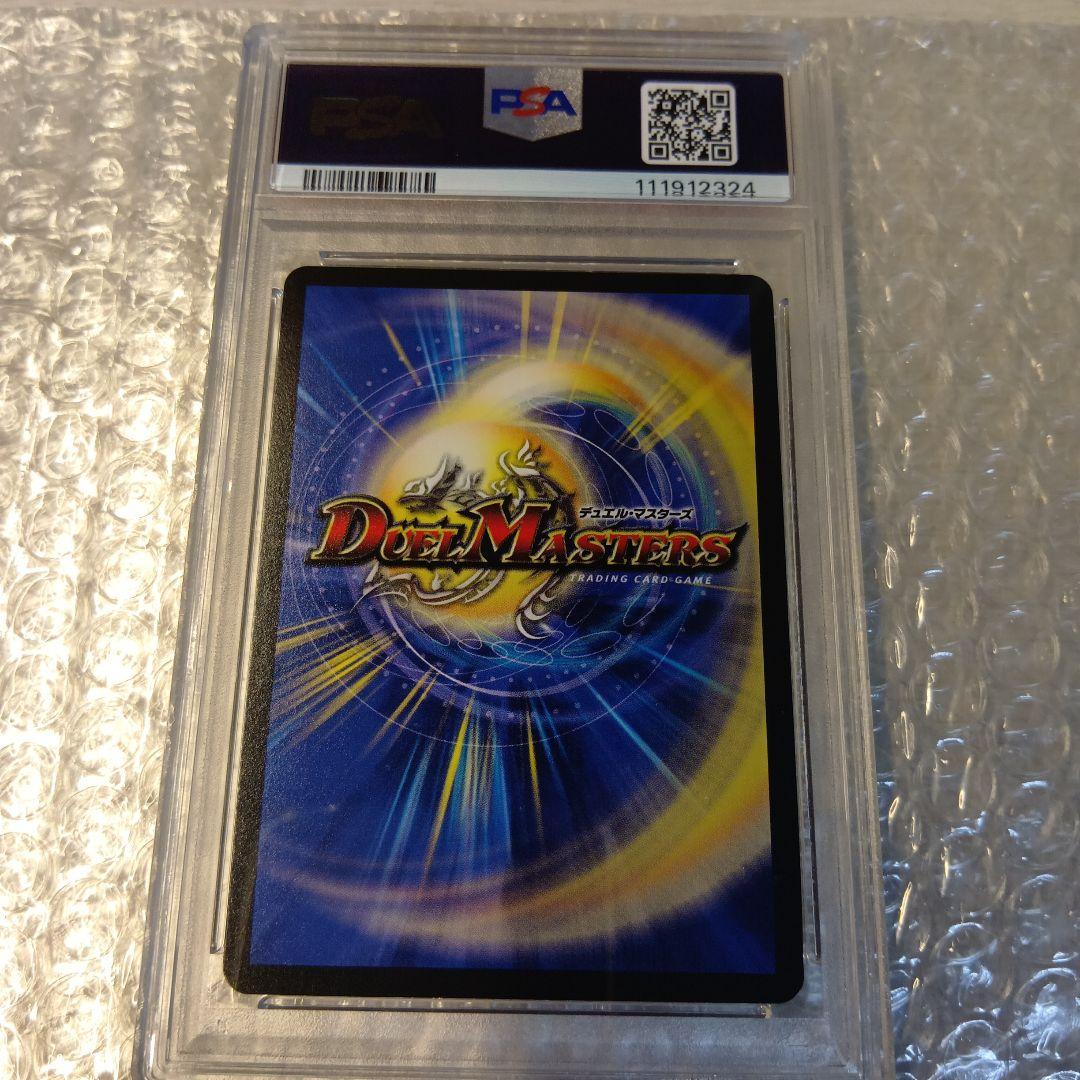 PSA
PSA
111912324
デュエル・マスターズ
DUEL MASTERS
TRADING CARD GAME